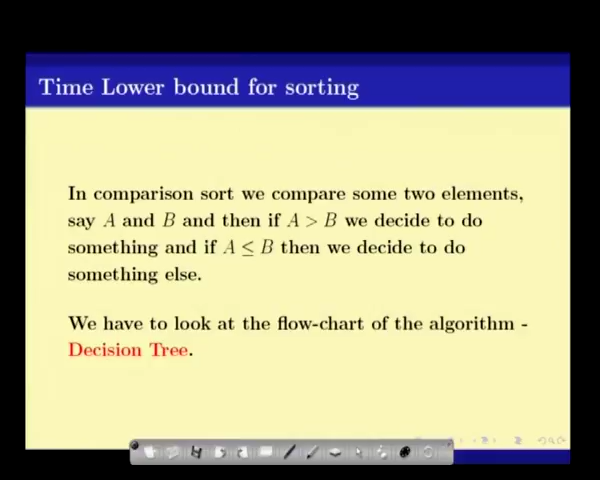 Time Lower bound for sorting
In comparison sort we compare some two elements,
say A and B and then if A > B we decide to do
something and if A ≤ B then we decide to do
something else.
We have to look at the flow-chart of the algorithm -
Decision Tree.